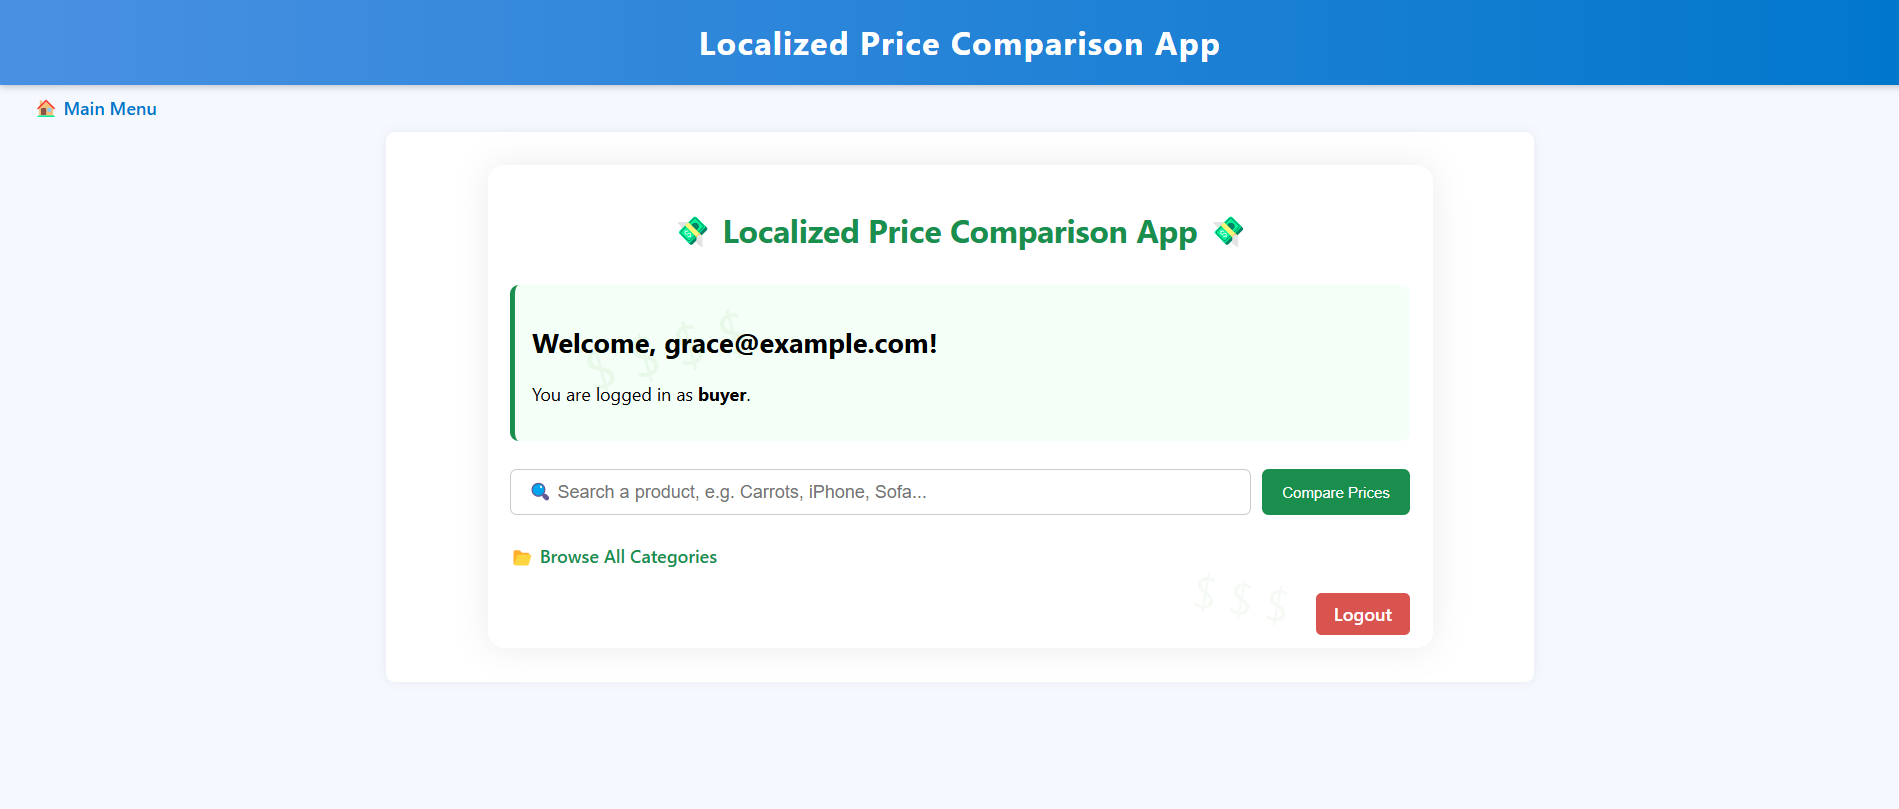 Localized Price Comparison App
🏠 Main Menu
💸 Localized Price Comparison App 💸
Welcome, grace@example.com!
You are logged in as buyer.
🔍 Search a product, e.g. Carrots, iPhone, Sofa...
Compare Prices
📂 Browse All Categories
$ $ $ $
$ $ $
Logout